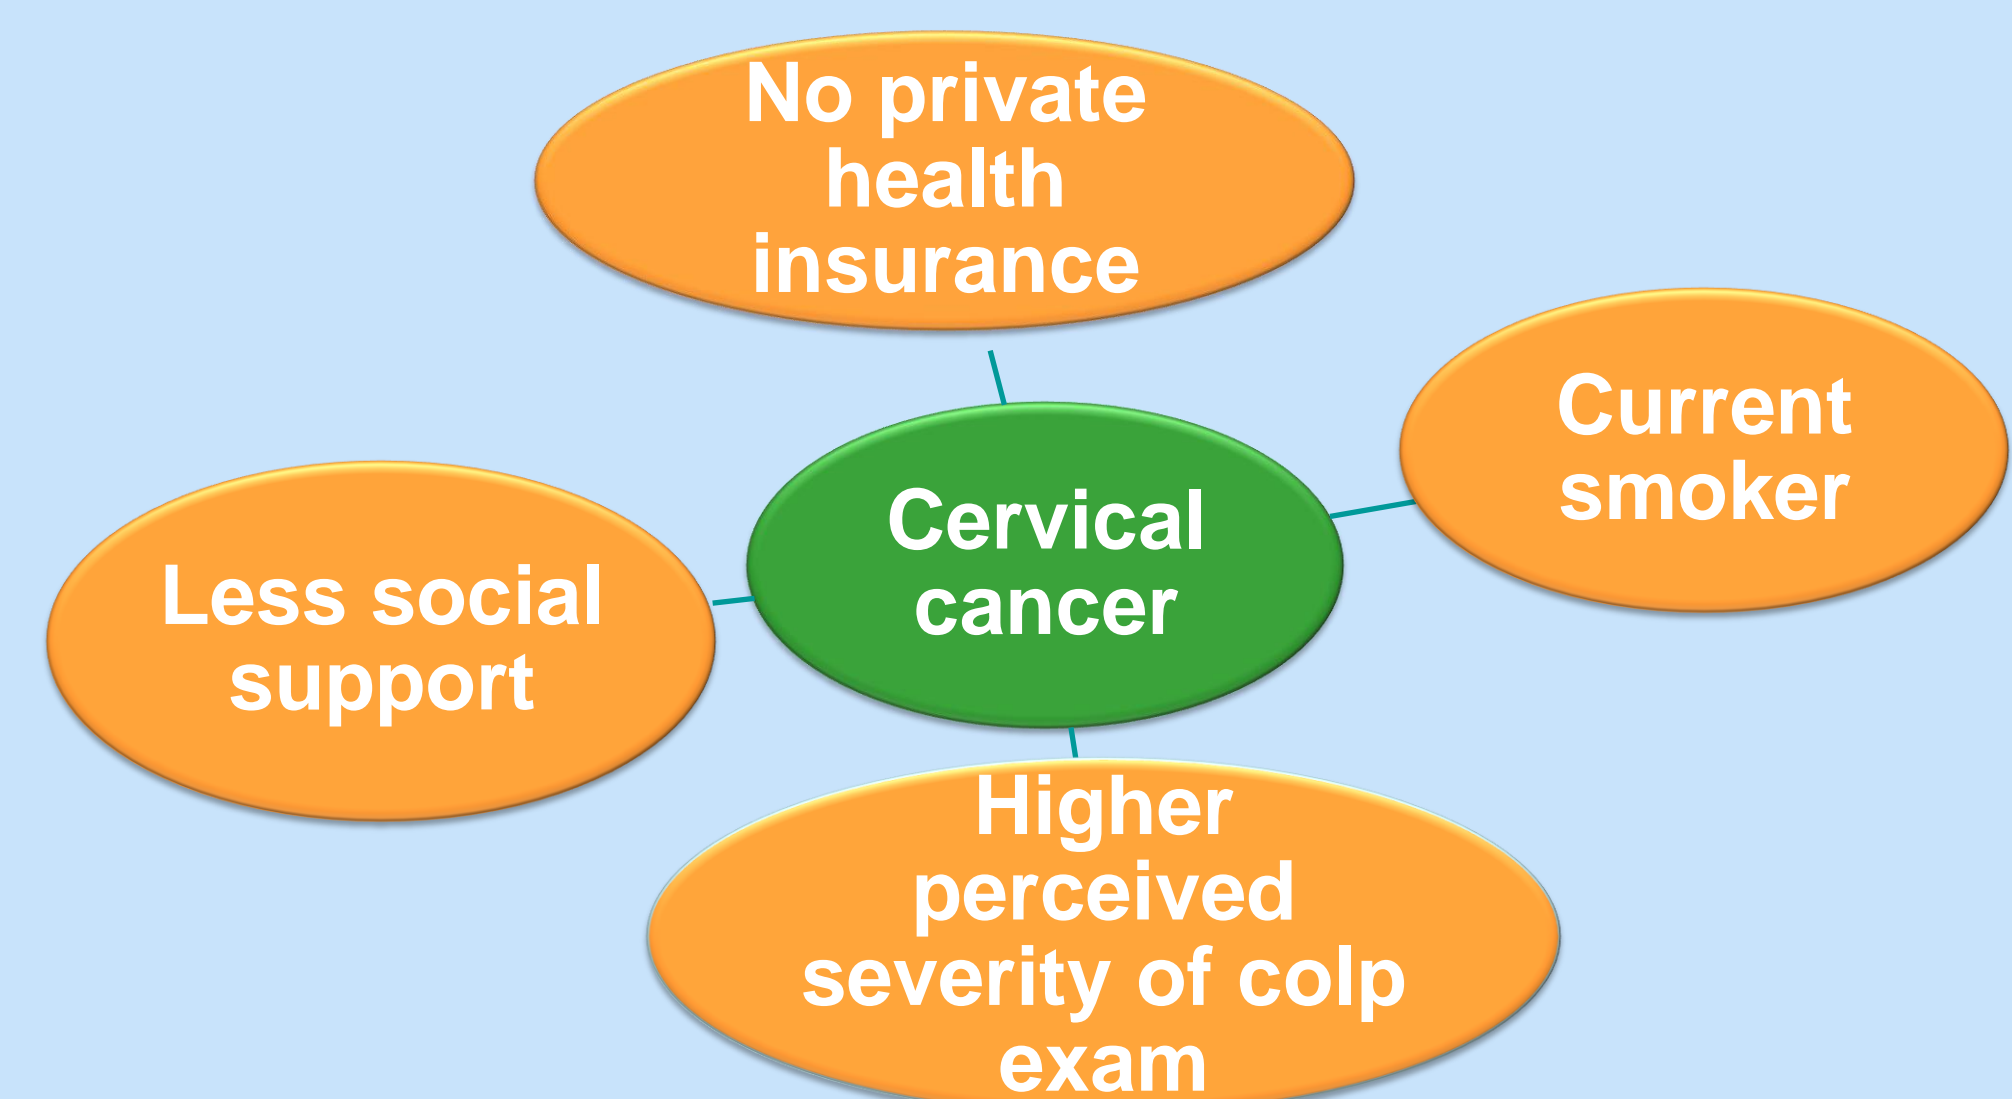 No private
health
insurance
Current
smoker
Cervical
cancer
Less social
support
Higher
perceived
severity of colp
exam